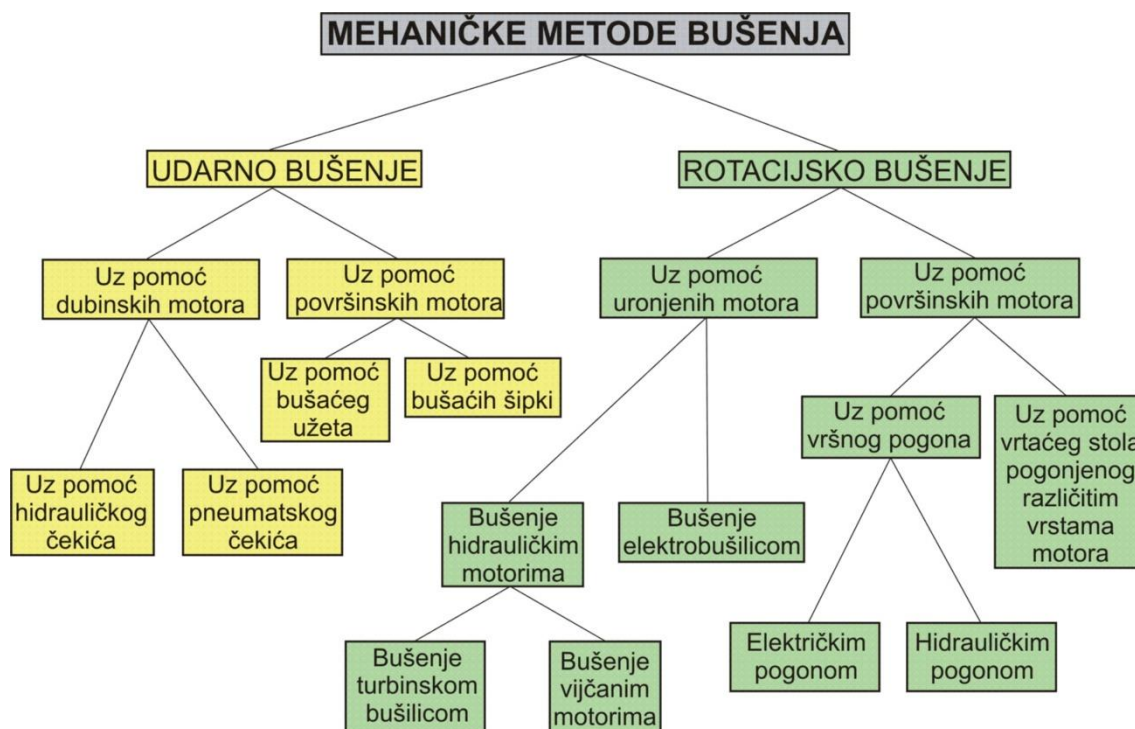 MEHANIČKE METODE BUŠENJA
UDARNO BUŠENJE
ROTACIJSKO BUŠENJE
Uz pomoć
dubinskih motora
Uz pomoć
površinskih motora
Uz pomoć
uronjenih motora
Uz pomoć
površinskih motora
Uz pomoć
bušaćeg
užeta
Uz pomoć
bušaćih šipki
Uz pomoć
vršnog pogona
Uz pomoć
vrtaćeg stola
pogonjenog
različitim
vrstama
motora
Uz pomoć
hidrauličkog
čekića
Uz pomoć
pneumatskog
čekića
Bušenje
hidrauličkim
motorima
Bušenje
elektrobušilicom
Bušenje
turbinskom
bušilicom
Bušenje
vijčanim
motorima
Električkim
pogonom
Hidrauličkim
pogonom